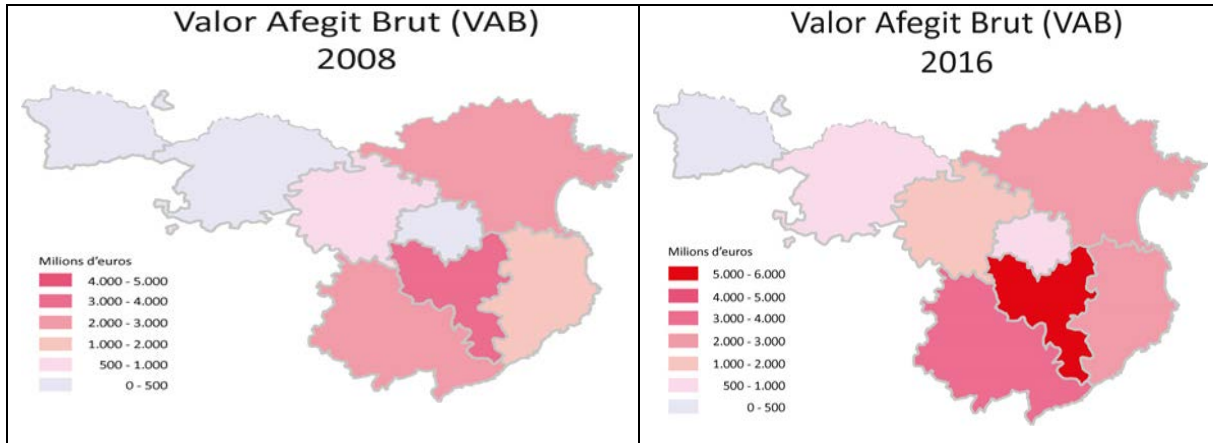 Valor Afegit Brut (VAB)
2008
Milions d'euros
4.000 - 5.000
3.000 - 4.000
2.000 - 3.000
1.000 - 2.000
500 - 1.000
0 - 500
Valor Afegit Brut (VAB)
2016
Milions d'euros
5.000 - 6.000
4.000 - 5.000
3.000 - 4.000
2.000 - 3.000
1.000 - 2.000
500 - 1.000
0 - 500